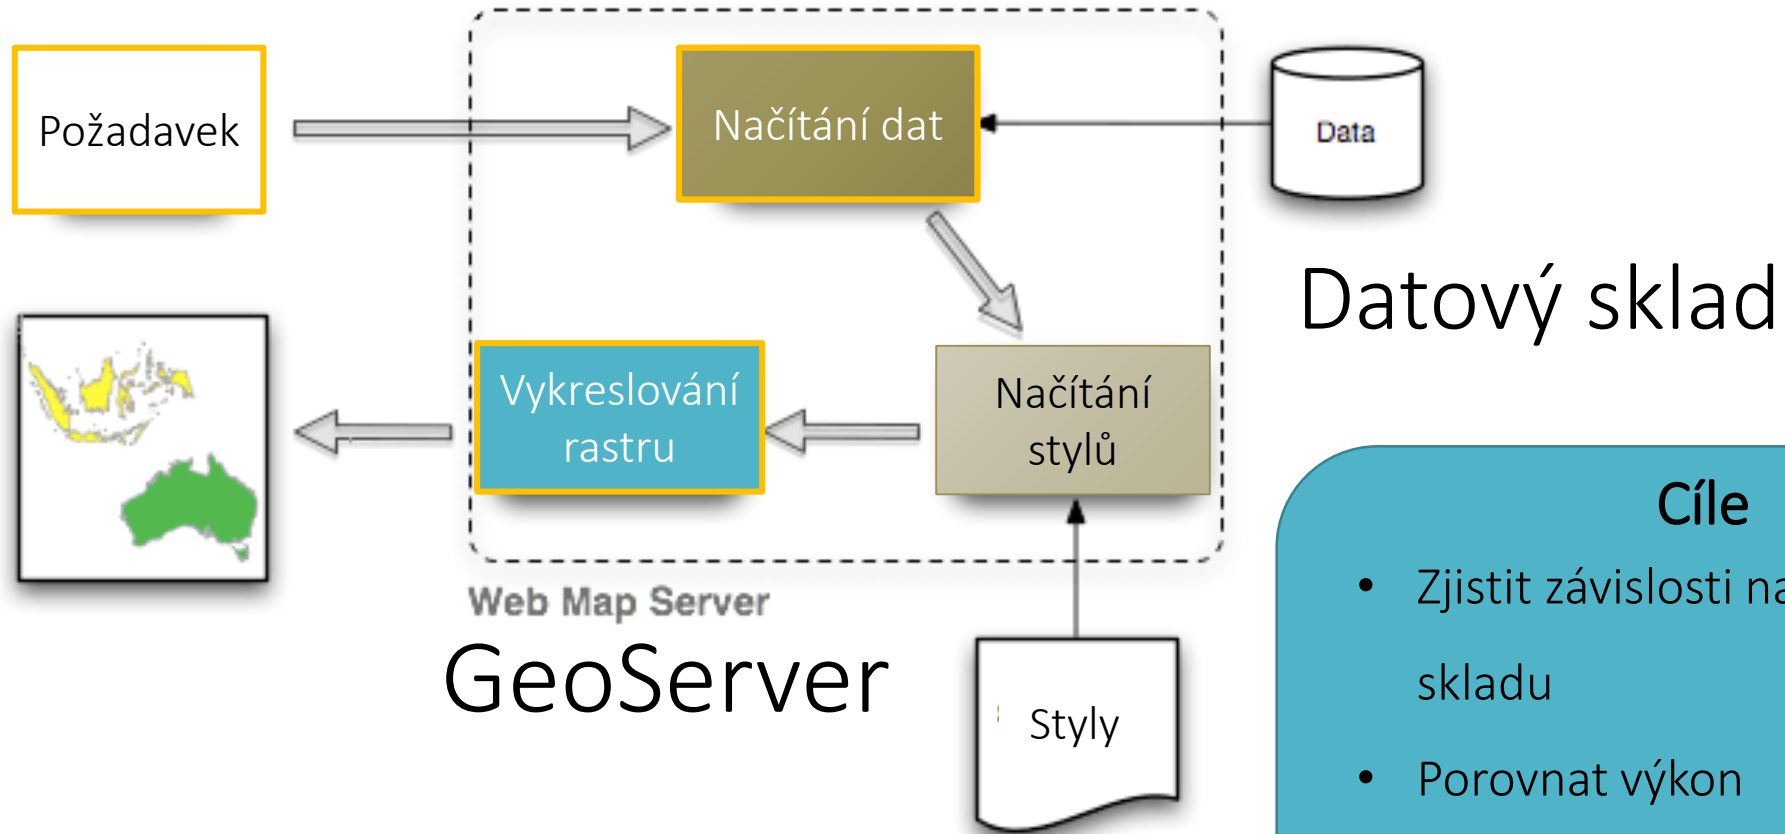 Požadavek
Načítání dat
Data
Datový sklad
Vykreslování
rastru
Načítání
stylů
Web Map Server
GeoServer
Styly
Cíle
• Zjistit závislosti na
skladu
• Porovnat výkon